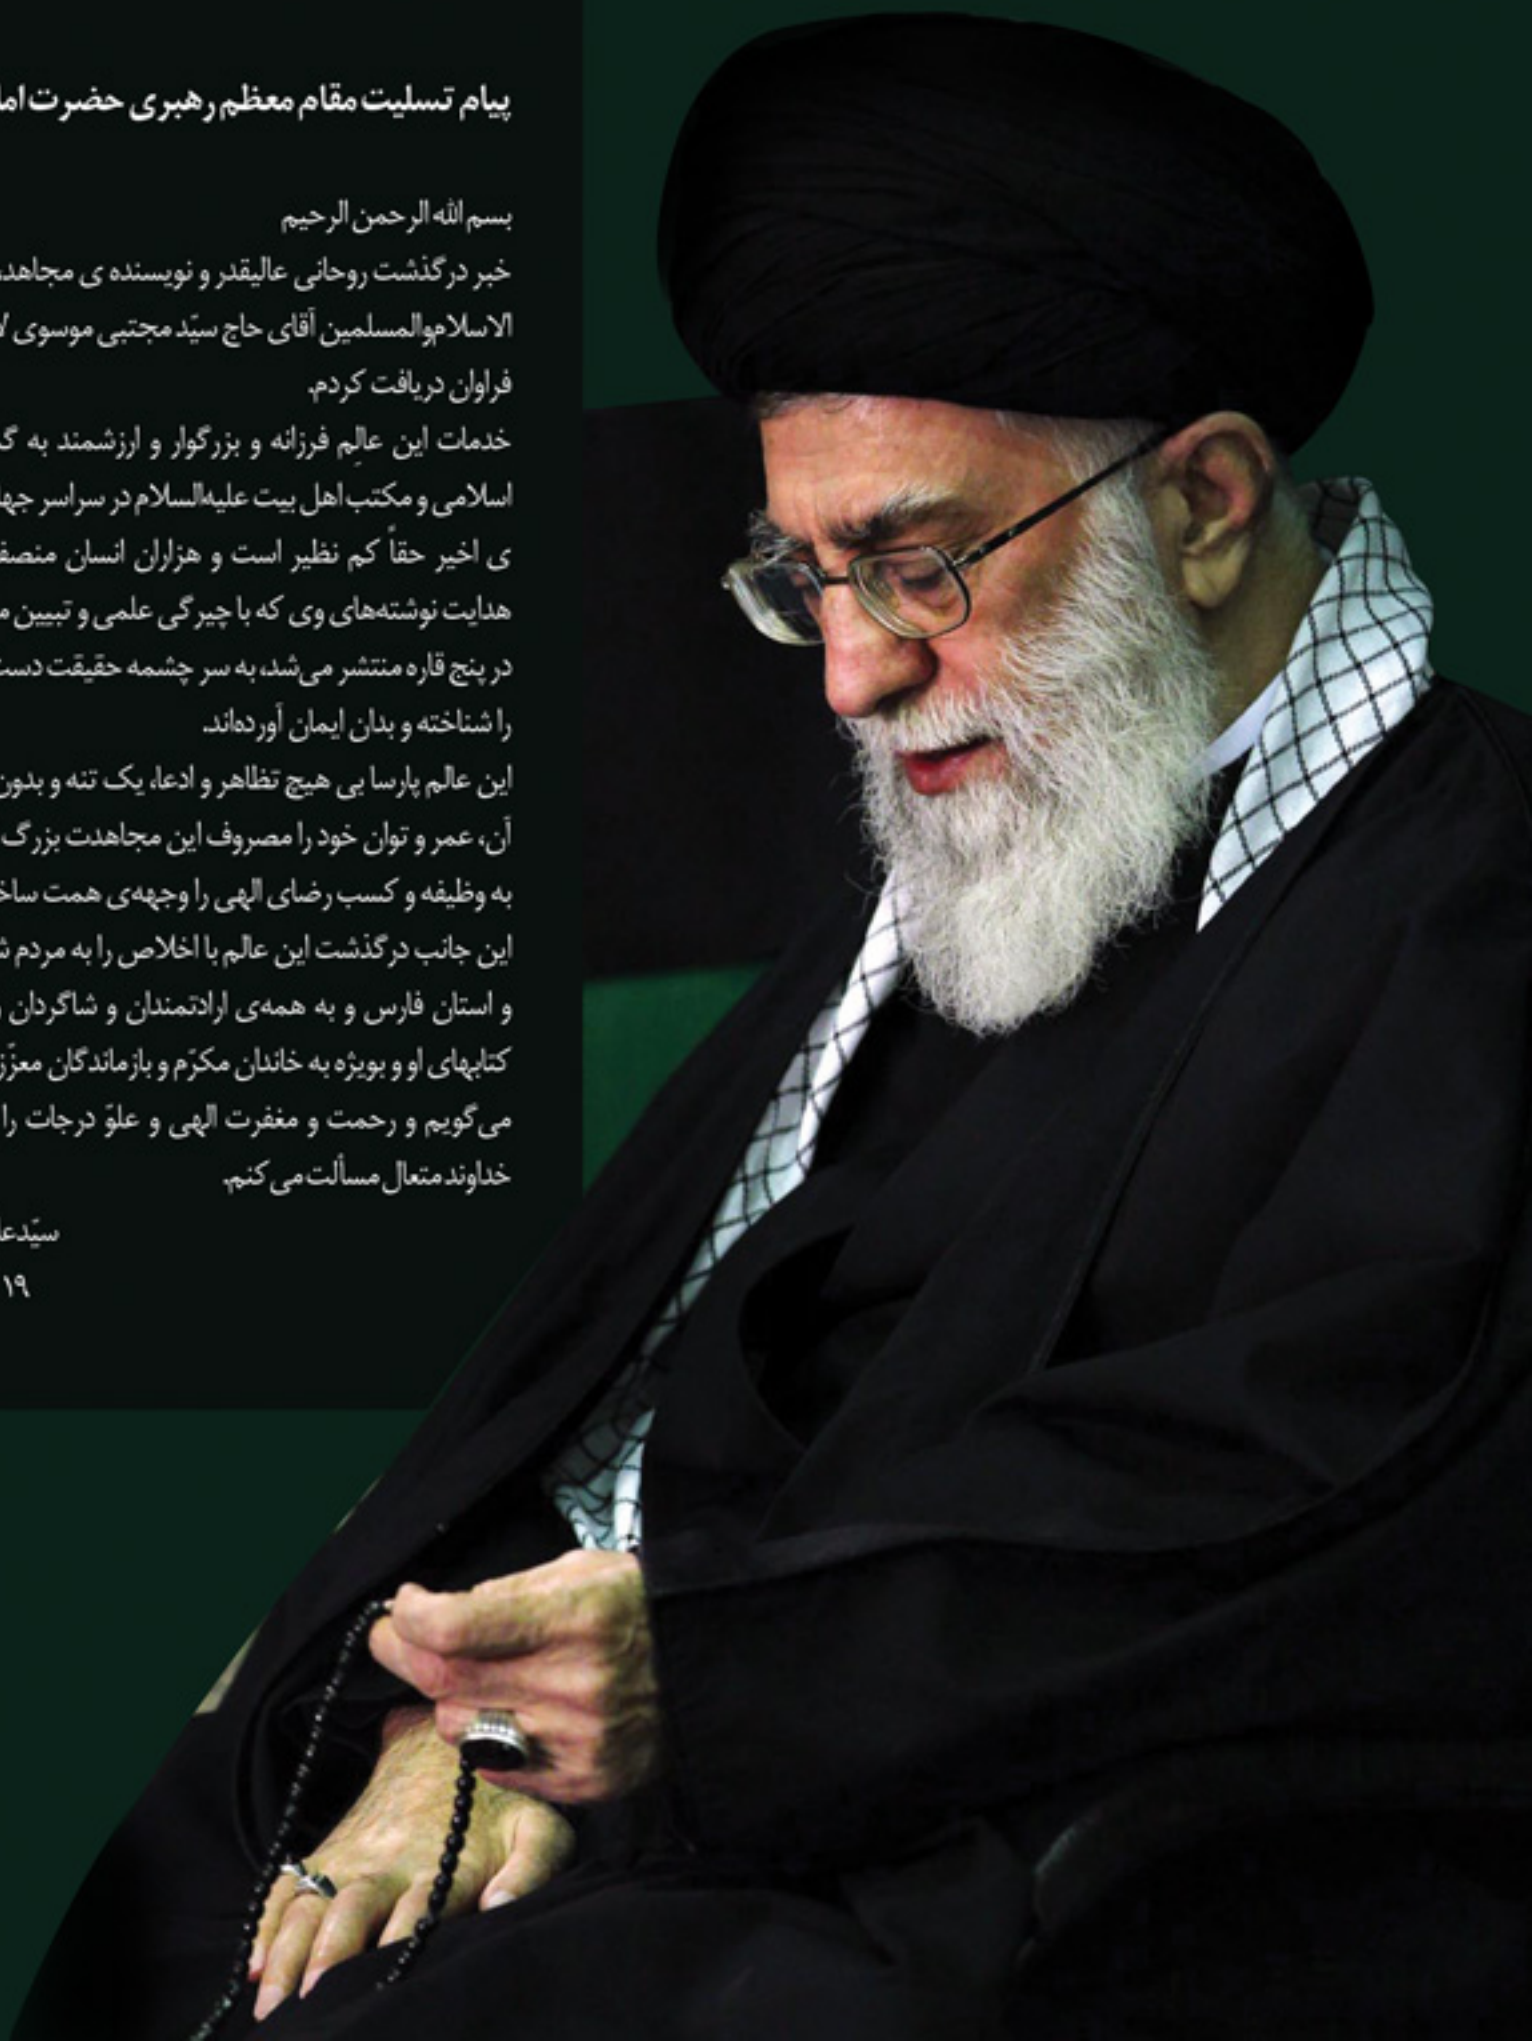 پیام تسلیت مقام معظم رهبری حضرت
بسم الله الرحمن الرحیم
خبر درگذشت روحانی عالیقدر و نویسنده ی مجاهد،
الاسلام‌والمسلمین آقای حاج سیّد مجتبی موسوی
فراوان دریافت کردم.
خدمات این عالِم فرزانه و بزرگوار و ارزشمند به
اسلامی و مکتب اهل بیت علیه‌السلام در سراسر
ی اخیر حقاً کم نظیر است و هزاران انسان
هدایت نوشته‌های وی که با چیرگی علمی و تبیین
در پنج قاره منتشر می‌شد، به سر چشمه حقیقت دست
را شناخته و بدان ایمان آورده‌اند.
این عالم پارسا بی هیچ تظاهر و ادعا، یک تنه و بدون
آن، عمر و توان خود را مصروف این مجاهدت بزرگ
به وظیفه و کسب رضای الهی را وجهه‌ی همت
این جانب درگذشت این عالم با اخلاص را به مردم
و استان فارس و به همه‌ی ارادتمندان و شاگردان
کتابهای او و بویژه به خاندان مکرّم و بازماندگان معزّز
می‌گویم و رحمت و مغفرت الهی و علوّ درجات را
خداوند متعال مسألت می‌کنم.
۱۹